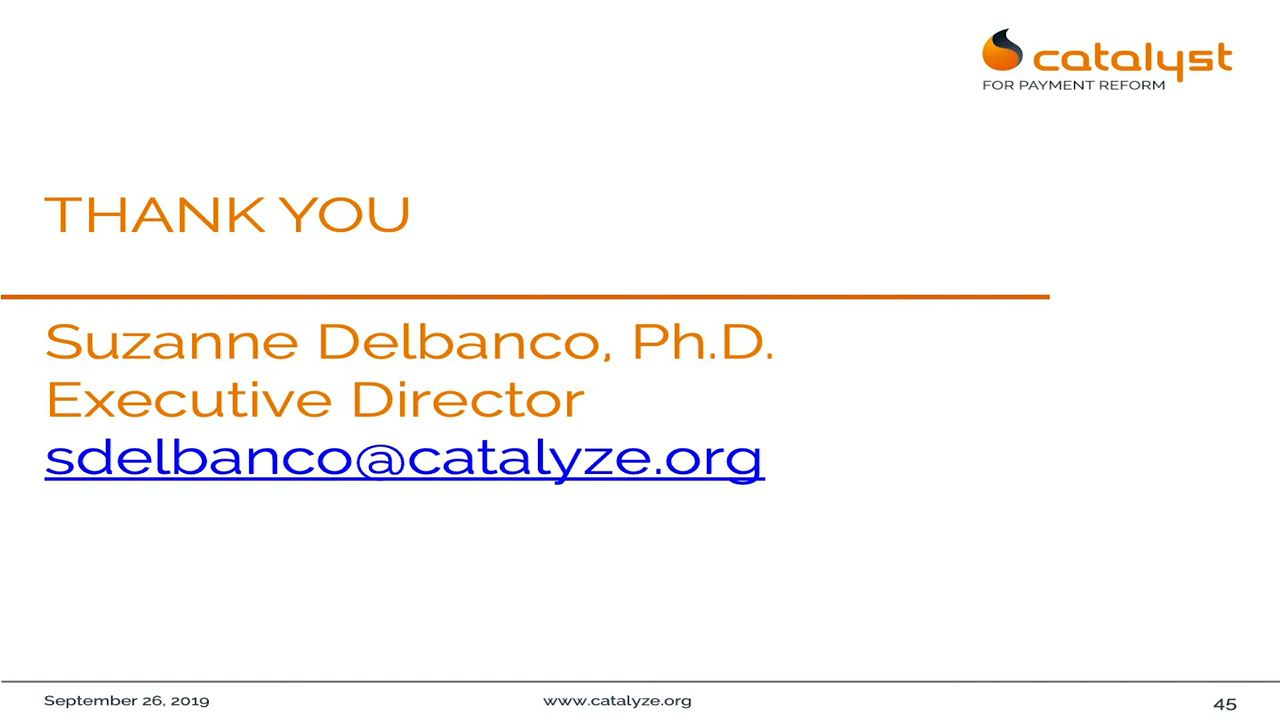 catalyst
FOR PAYMENT REFORM
THANK YOU
Suzanne Delbanco, Ph.D.
Executive Director
sdelbanco@catalyze.org
September 26, 2019
www.catalyze.org
45